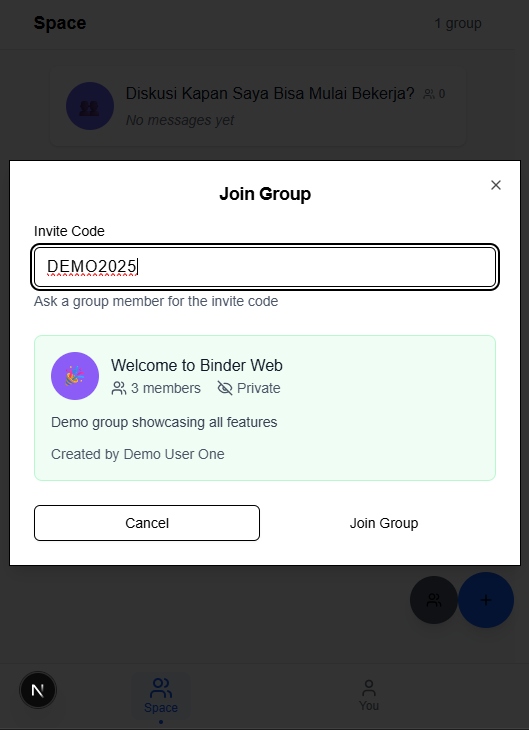 Space
1 group
Diskusi Kapan Saya Bisa Mulai Bekerja? 0
No messages yet
Join Group
Invite Code
DEMO2025
Ask a group member for the invite code
Welcome to Binder Web
3 members Private
Demo group showcasing all features
Created by Demo User One
Cancel
Join Group
N
Space
You